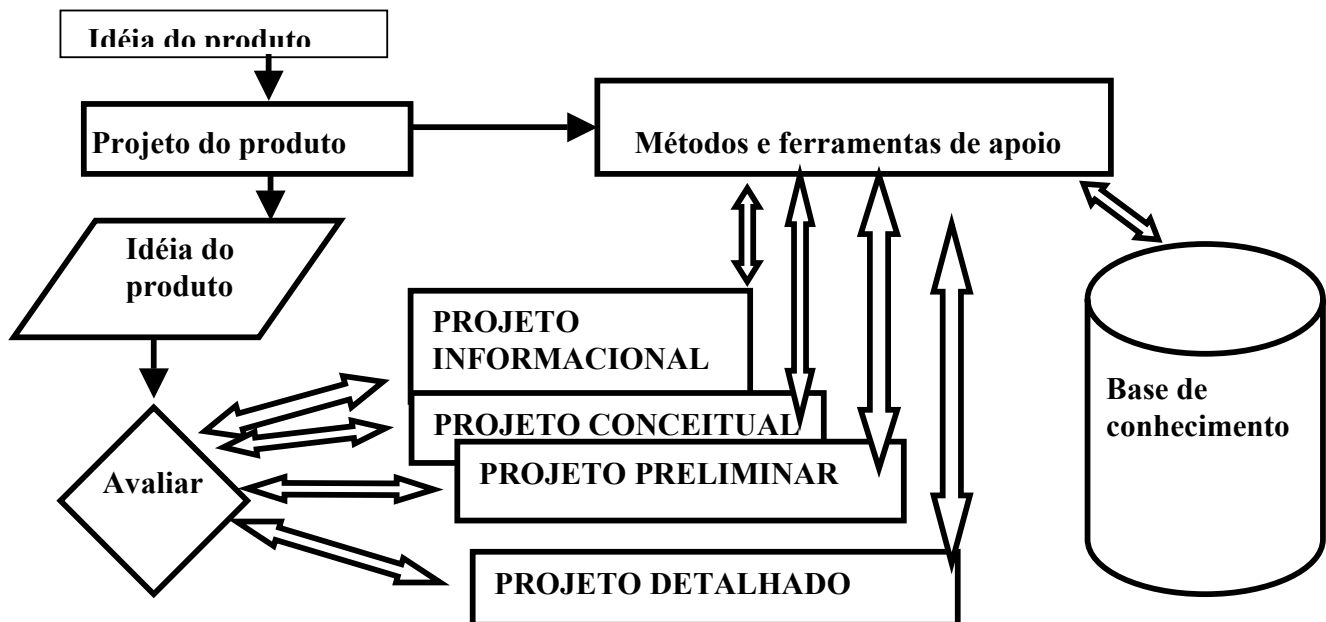 Idéia do produto
Projeto do produto
Métodos e ferramentas de apoio
Idéia do
produto
PROJETO
INFORMACIONAL
PROJETO CONCEITUAL
PROJETO PRELIMINAR
Avaliar
PROJETO DETALHADO
Base de
conhecimento